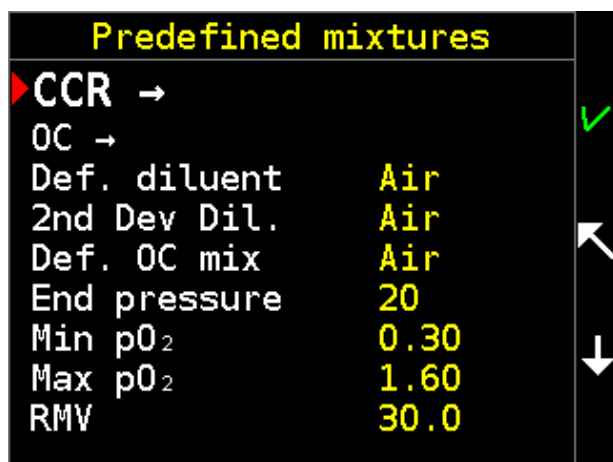 Predefined mixtures
CCR →
OC →
Def. diluent Air
2nd Dev Dil. Air
Def. OC mix Air
End pressure 20
Min pO₂ 0.30
Max pO₂ 1.60
RMV 30.0